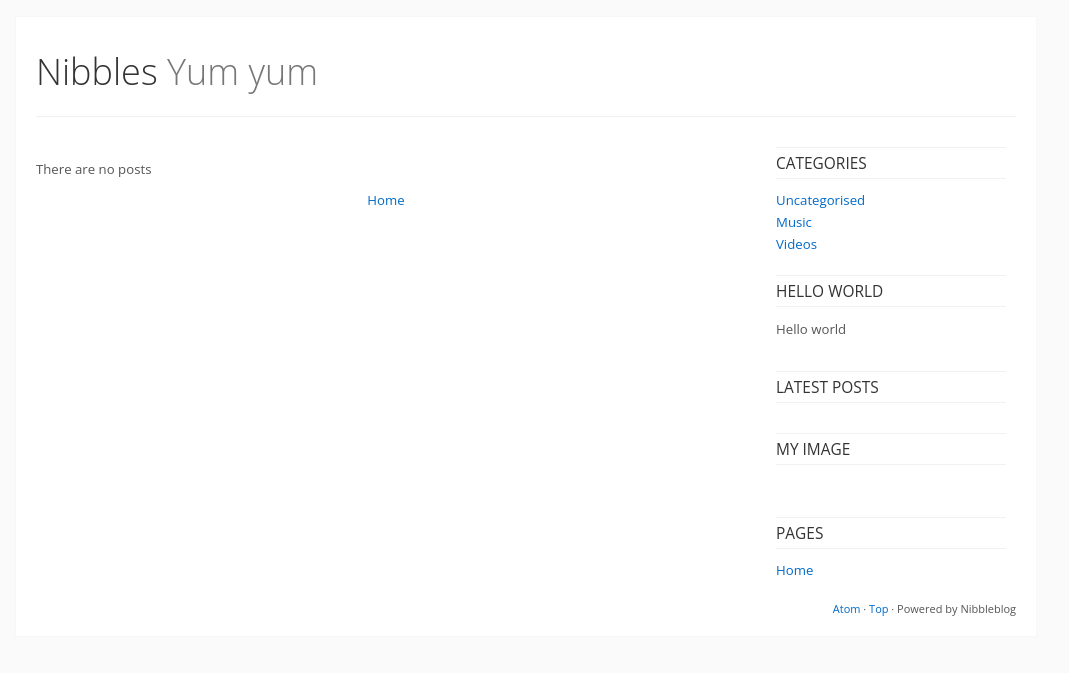 Nibbles Yum yum
There are no posts
Home
CATEGORIES
Uncategorised
Music
Videos
HELLO WORLD
Hello world
LATEST POSTS
MY IMAGE
PAGES
Home
Atom · Top · Powered by Nibbleblog